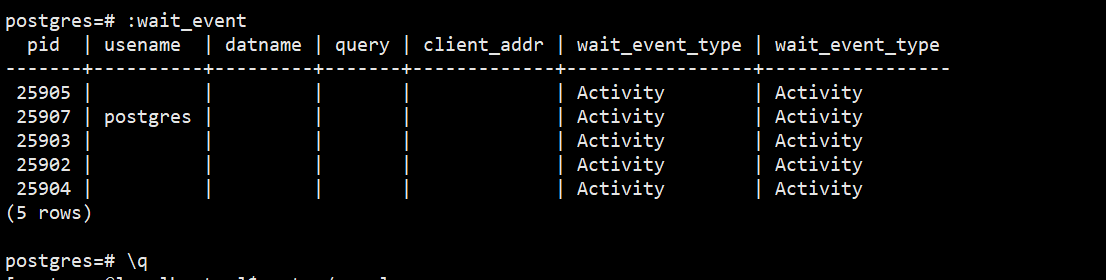 postgres=# :wait_event
  pid  | usename  | datname | query | client_addr | wait_event_type | wait_event_type
-------+----------+---------+-------+-------------+-----------------+-----------------
 25905 |          |         |       |             | Activity        | Activity
 25907 | postgres |         |       |             | Activity        | Activity
 25903 |          |         |       |             | Activity        | Activity
 25902 |          |         |       |             | Activity        | Activity
 25904 |          |         |       |             | Activity        | Activity
(5 rows)
postgres=# \q